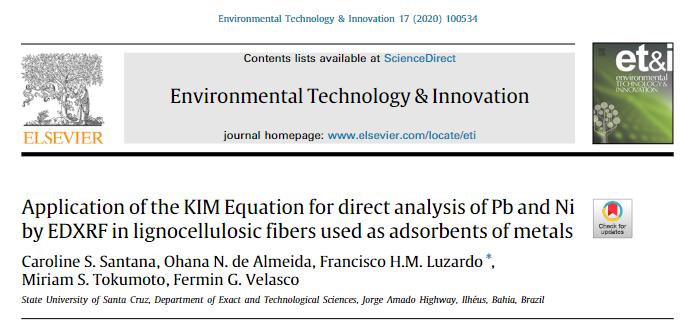 Environmental Technology & Innovation 17 (2020) 100534
Contents lists available at ScienceDirect
Environmental Technology & Innovation
journal homepage: www.elsevier.com/locate/eti
ELSEVIER
et&i
ENVIRONMENTAL
TECHNOLOGY &
INNOVATION
Application of the KIM Equation for direct analysis of Pb and Ni
by EDXRF in lignocellulosic fibers used as adsorbents of metals
Check for
updates
Caroline S. Santana, Ohana N. de Almeida, Francisco H.M. Luzardo *,
Miriam S. Tokumoto, Fermin G. Velasco
State University of Santa Cruz, Department of Exact and Technological Sciences, Jorge Amado Highway, Ilhéus, Bahia, Brazil